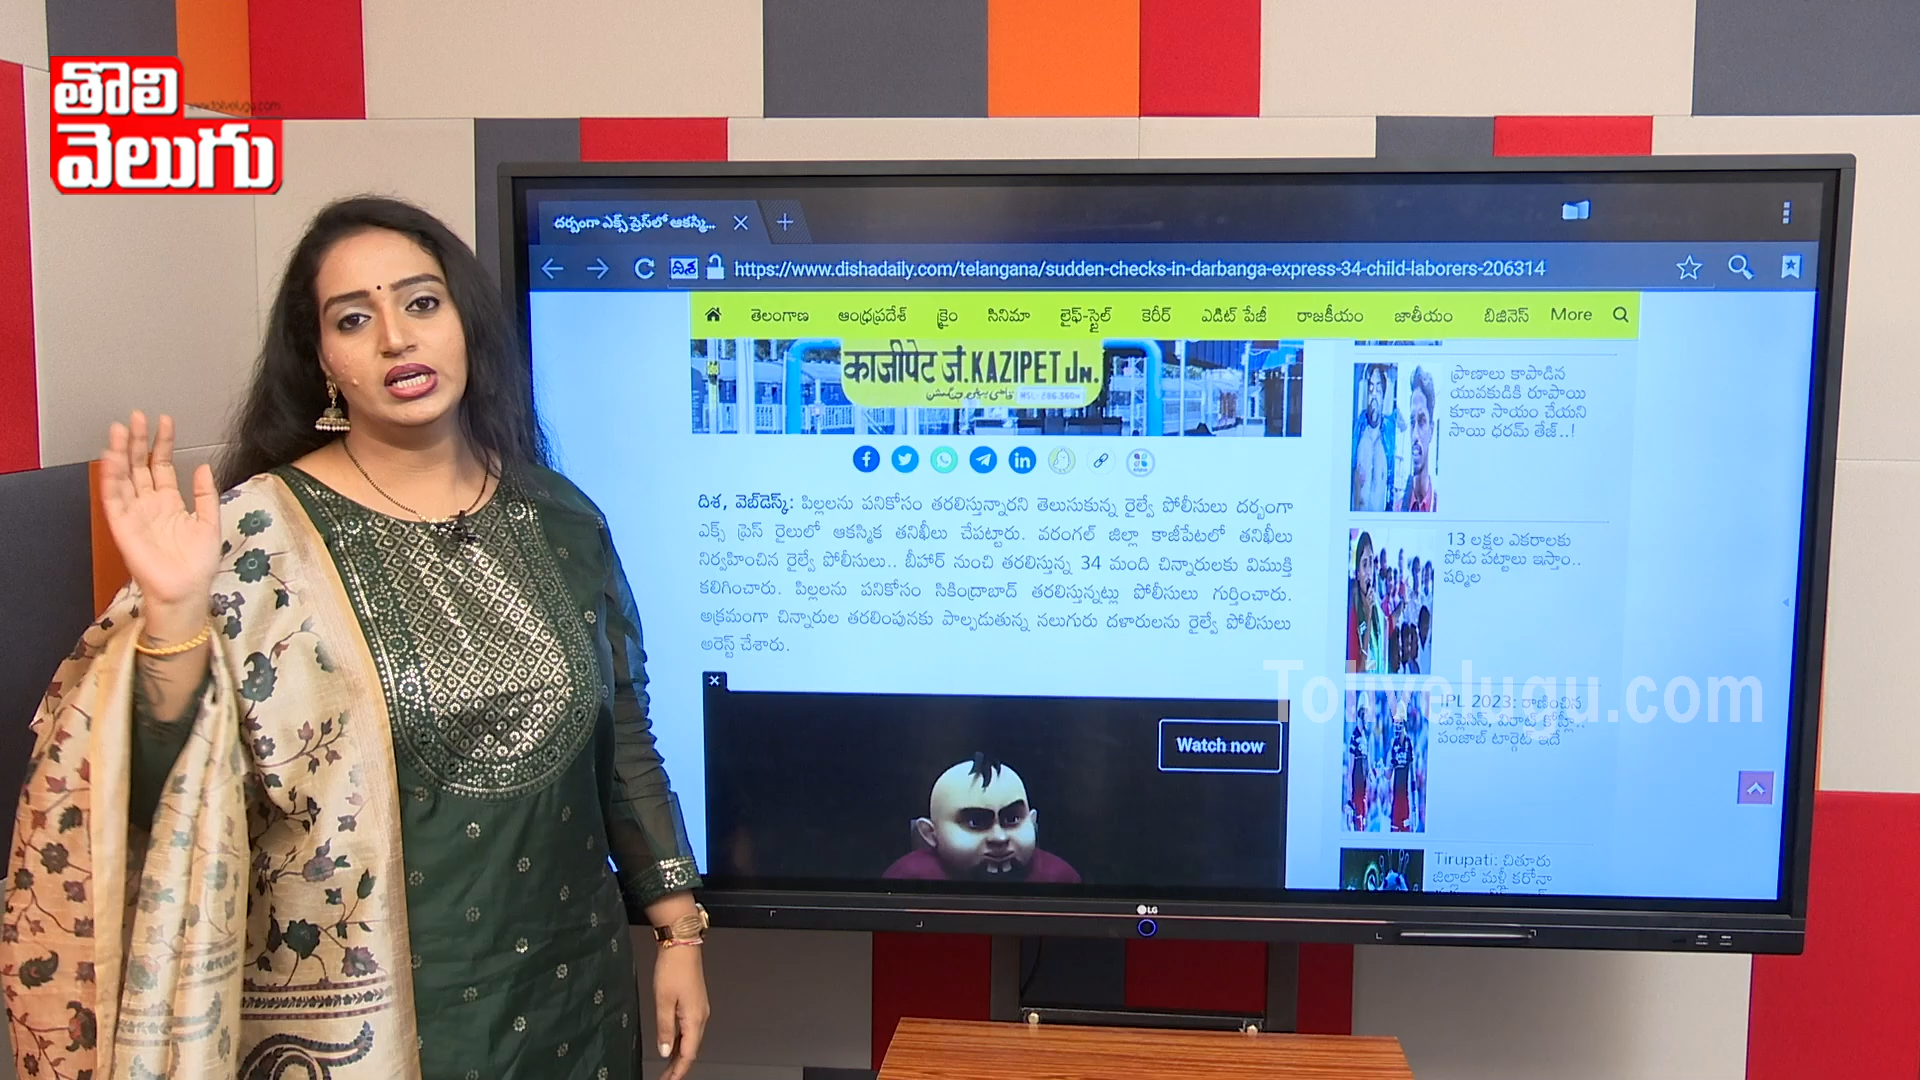 తొలి
వెలుగు
www.tolivelugu.com
దర్బంగా ఎక్స్ ప్రెస్‌లో ఆకస్మి...
దిశ https://www.dishadaily.com/telangana/sudden-checks-in-darbanga-express-34-child-laborers-206314
తెలంగాణ ఆంధ్రప్రదేశ్ క్రైం సినిమా లైఫ్-స్టైల్ కెరీర్ ఎడిట్ పేజీ రాజకీయం జాతీయం బిజినెస్ More
काजीपेट जं. KAZIPET JN.
దిశ, వెబ్‌డెస్క్: పిల్లలను పనికోసం తరలిస్తున్నారని తెలుసుకున్న రైల్వే పోలీసులు దర్బంగా
ఎక్స్ ప్రెస్ రైలులో ఆకస్మిక తనిఖీలు చేపట్టారు. వరంగల్ జిల్లా కాజీపేటలో తనిఖీలు
నిర్వహించిన రైల్వే పోలీసులు.. బీహార్ నుంచి తరలిస్తున్న 34 మంది చిన్నారులకు విముక్తి
కలిగించారు. పిల్లలను పనికోసం సికింద్రాబాద్ తరలిస్తున్నట్లు పోలీసులు గుర్తించారు.
అక్రమంగా చిన్నారుల తరలింపునకు పాల్పడుతున్న నలుగురు దళారులను రైల్వే పోలీసులు
అరెస్ట్ చేశారు.
Watch now
ప్రాణాలు కాపాడిన
యువకుడికి రూపాయి
కూడా సాయం చేయని
సాయి ధరమ్ తేజ్..!
13 లక్షల ఎకరాలకు
పోడు పట్టాలు ఇస్తాం..
షర్మిల
IPL 2023: రాణించిన
డుప్లెసిస్, విరాట్ కోహ్లీ..
పంజాబ్ టార్గెట్ ఇదే
Tirupati: చిత్తూరు
జిల్లాలో మళ్లీ కరోనా
Tolivelugu.com
LG